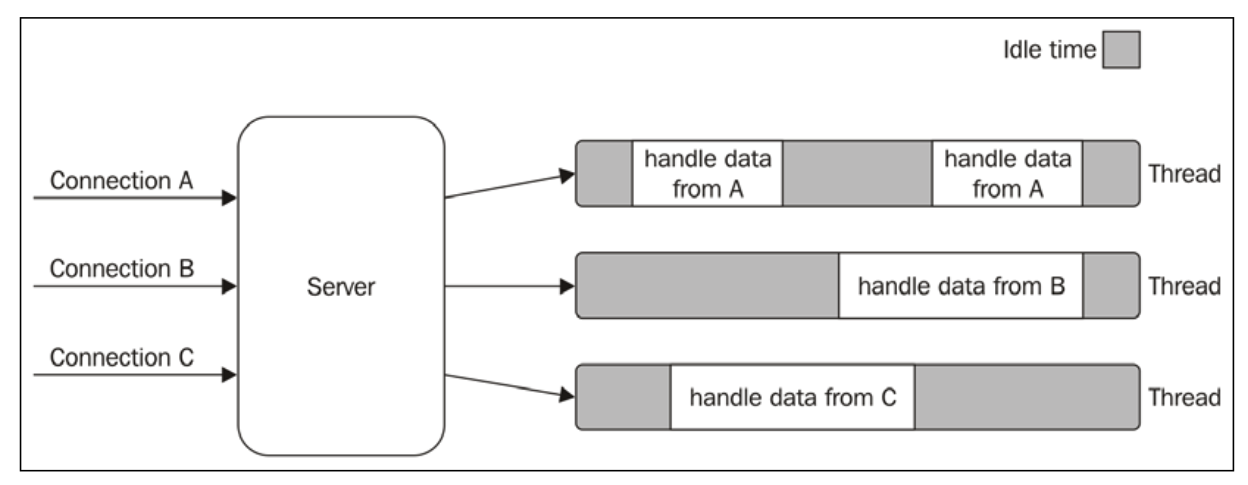 Idle time
Connection A
Connection B
Connection C
Server
handle data
from A
handle data
from A
Thread
handle data from B
Thread
handle data from C
Thread